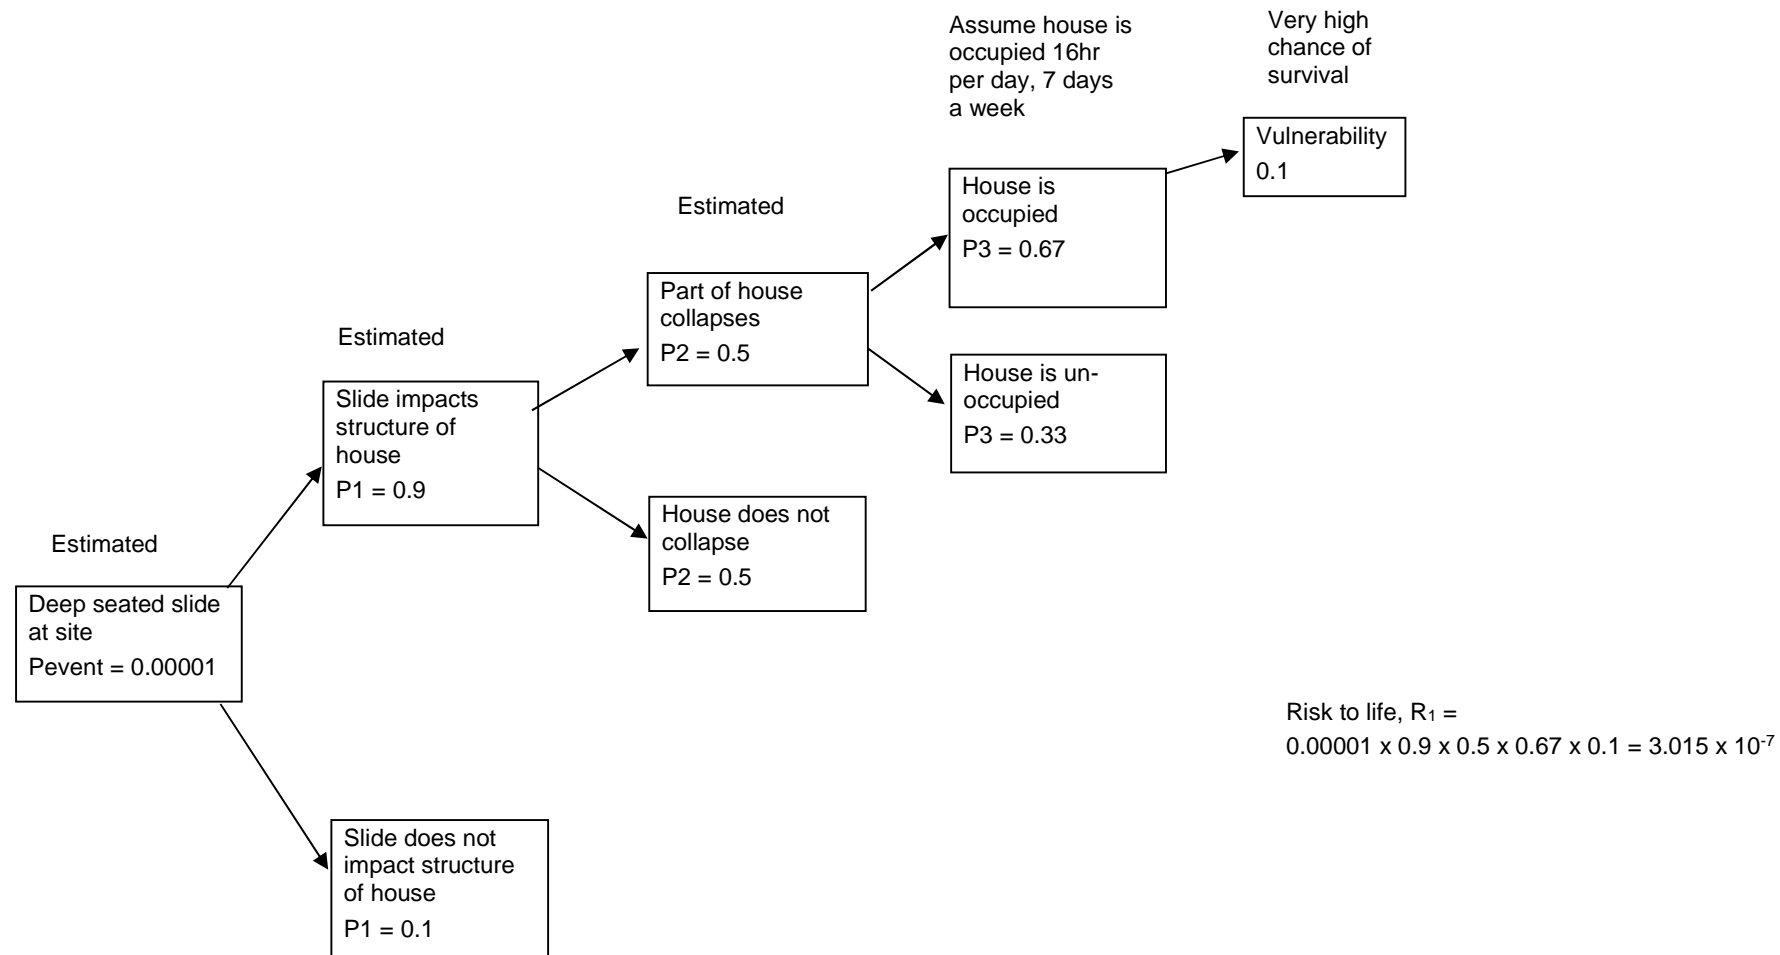 Assume house is
occupied 16hr
per day, 7 days
a week
Very high
chance of
survival
Vulnerability
0.1
House is
occupied
P3 = 0.67
Estimated
Part of house
collapses
P2 = 0.5
House is un-
occupied
P3 = 0.33
Estimated
Slide impacts
structure of
house
P1 = 0.9
House does not
collapse
P2 = 0.5
Estimated
Deep seated slide
at site
Pevent = 0.00001
Risk to life, R₁ =
0.00001 x 0.9 x 0.5 x 0.67 x 0.1 = 3.015 x 10⁻⁷
Slide does not
impact structure
of house
P1 = 0.1